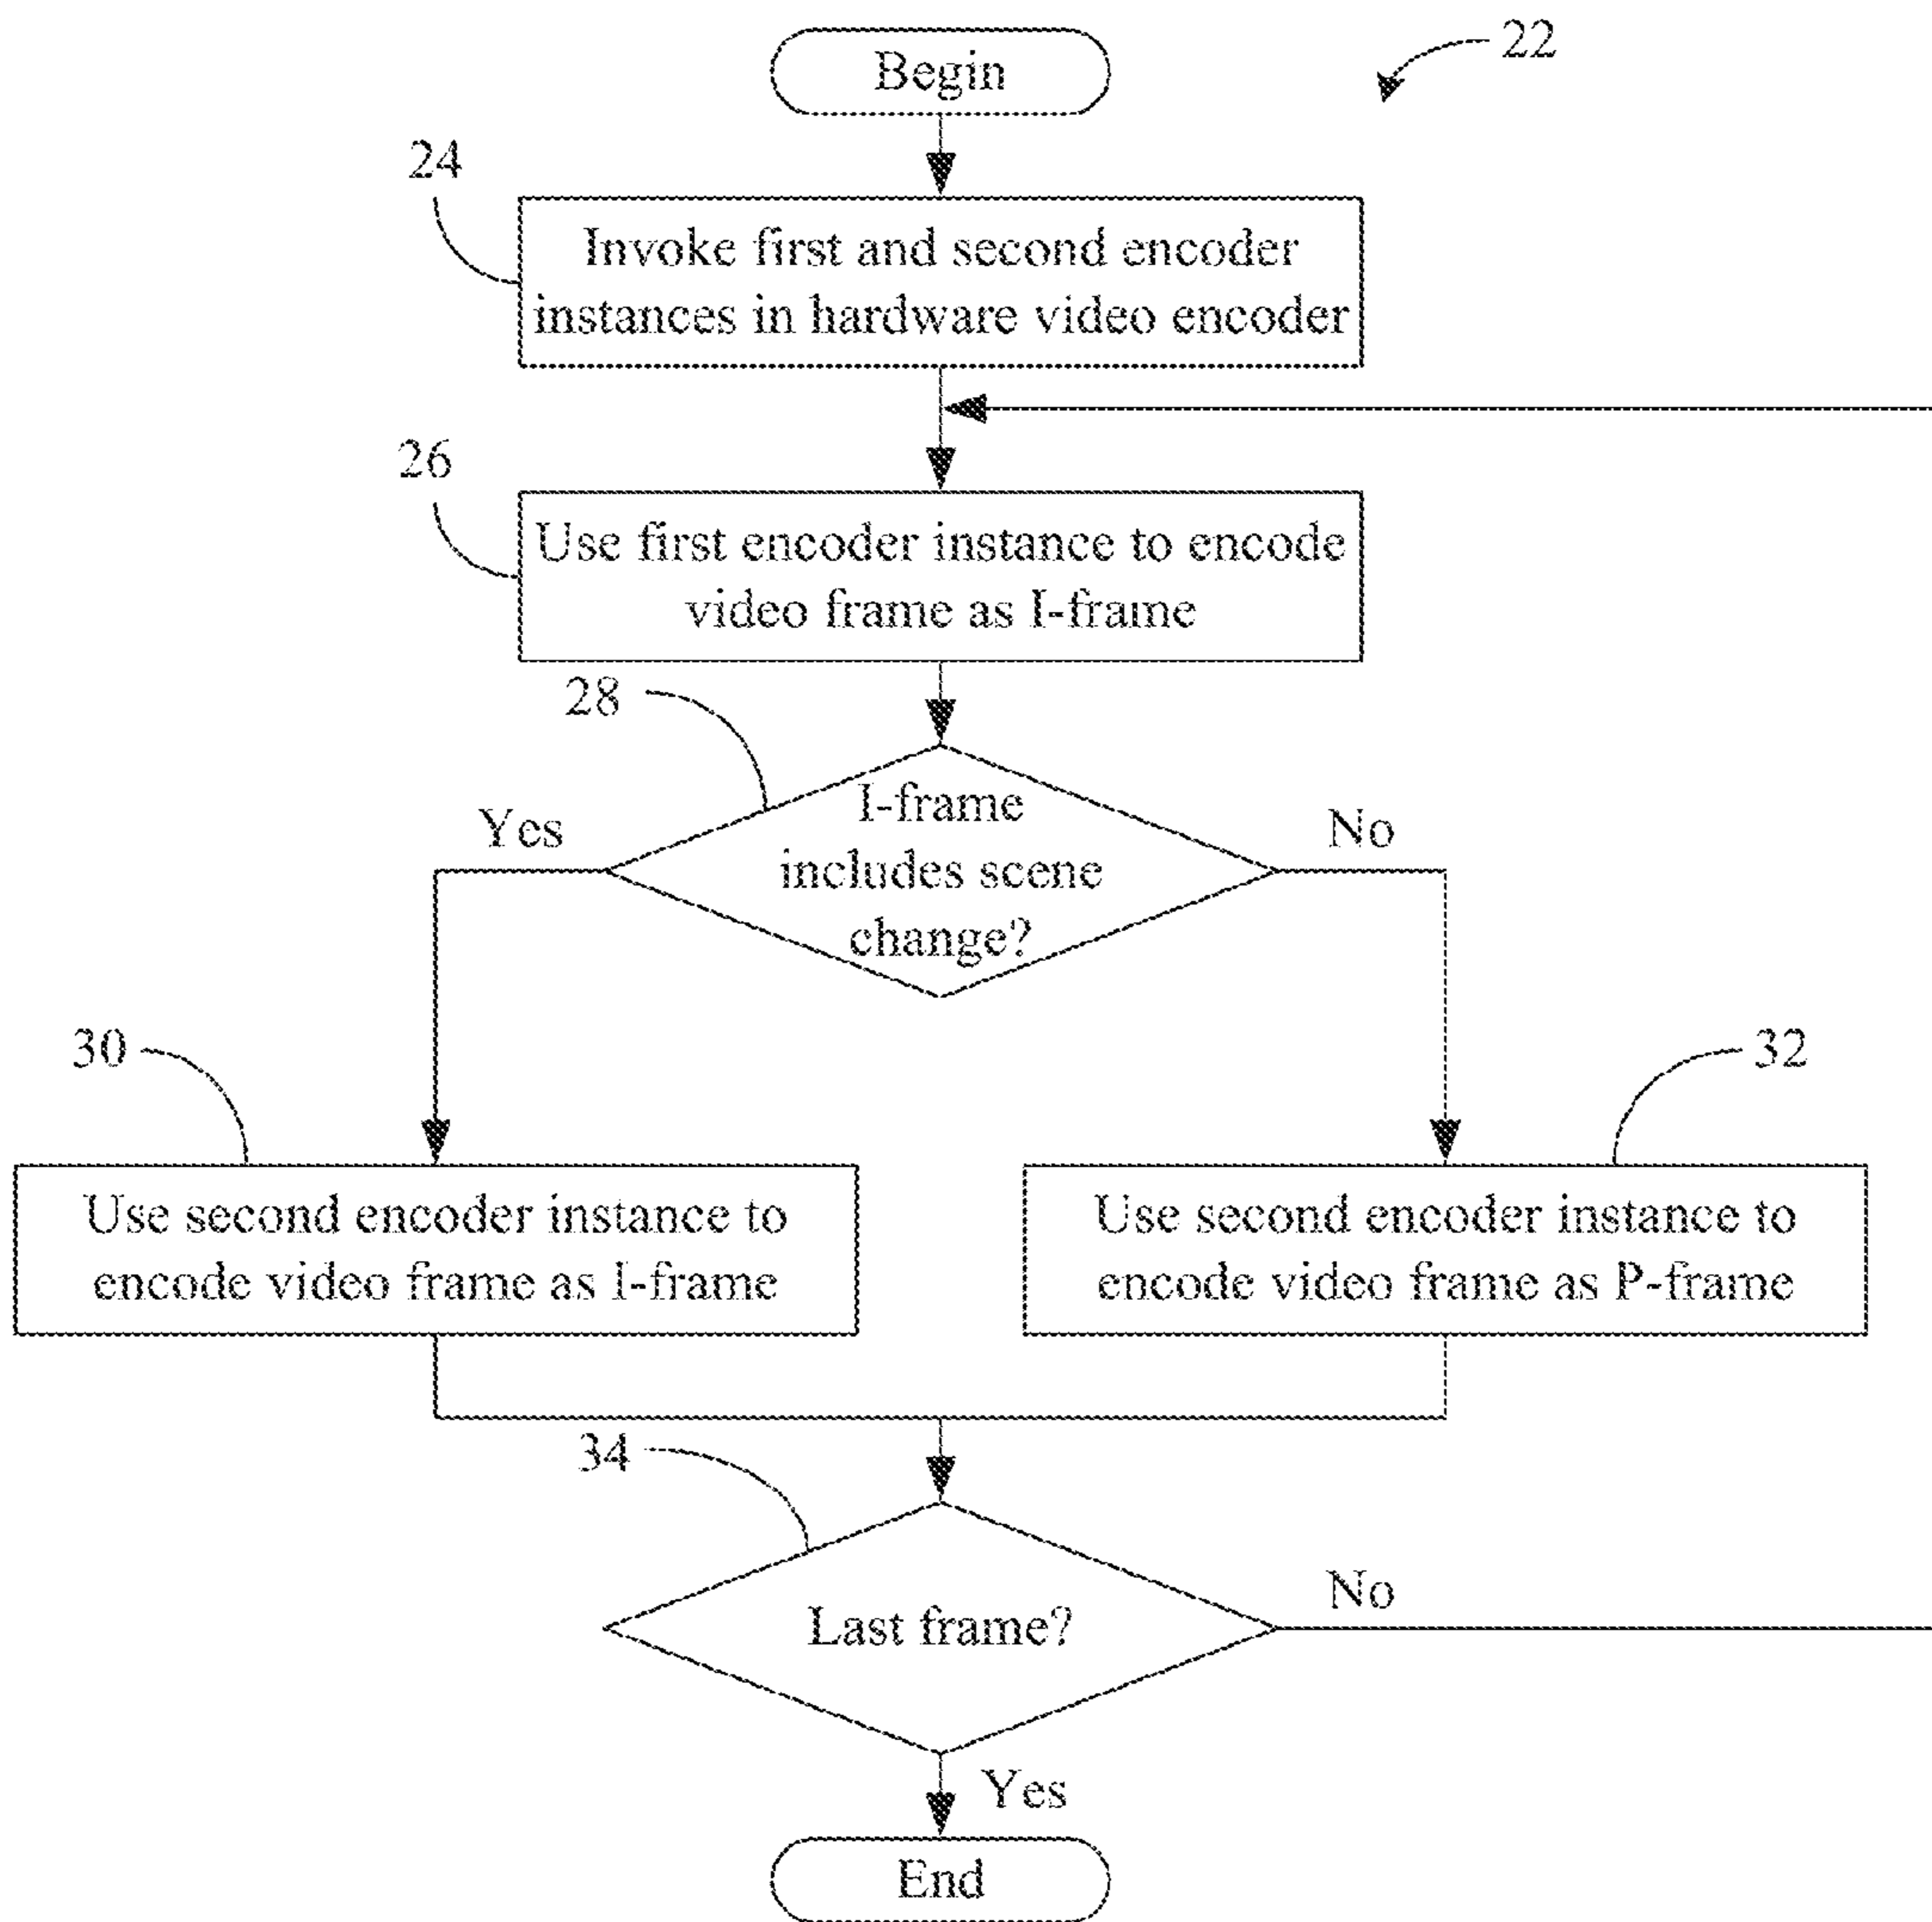 Begin
22
24
Invoke first and second encoder
instances in hardware video encoder
26
Use first encoder instance to encode
video frame as I-frame
28
I-frame
includes scene
change?
Yes
No
30
32
Use second encoder instance to
encode video frame as I-frame
Use second encoder instance to
encode video frame as P-frame
34
Last frame?
No
Yes
End